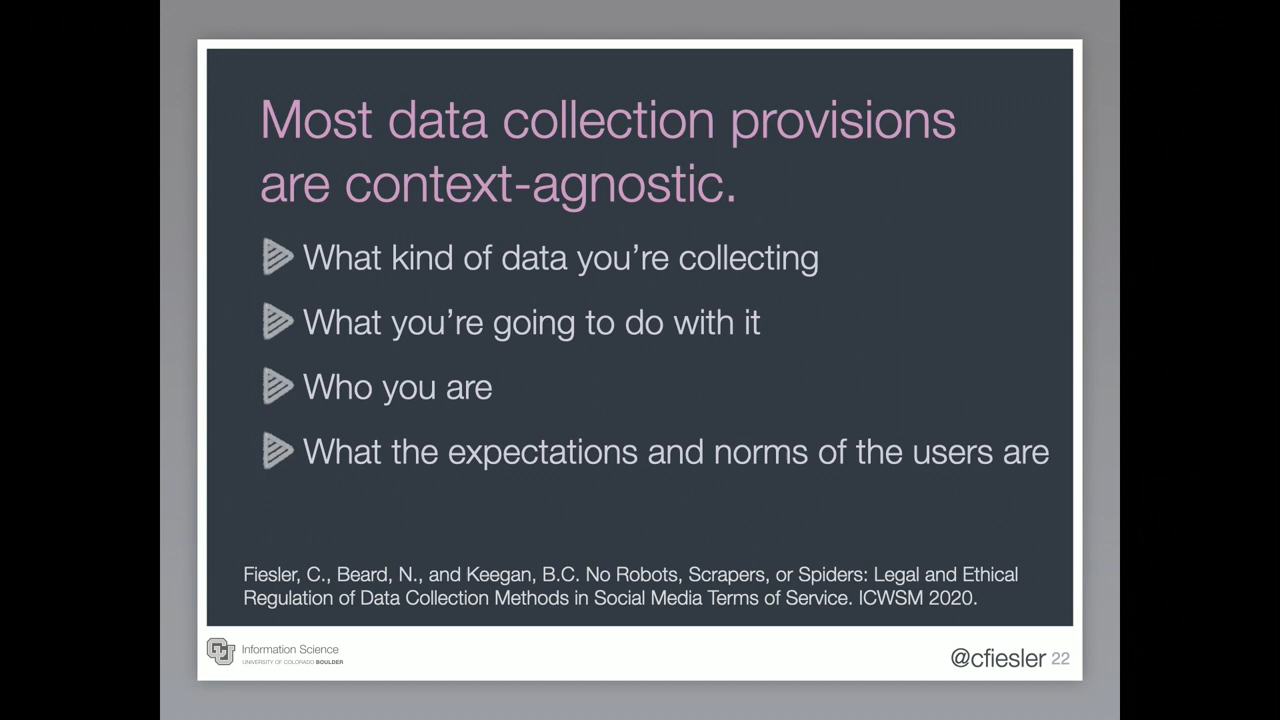 Most data collection provisions
are context-agnostic.
What kind of data you're collecting
What you're going to do with it
Who you are
What the expectations and norms of the users are
Fiesler, C., Beard, N., and Keegan, B.C. No Robots, Scrapers, or Spiders: Legal and Ethical
Regulation of Data Collection Methods in Social Media Terms of Service. ICWSM 2020.
CU Information Science
UNIVERSITY OF COLORADO BOULDER
@cfiesler 22